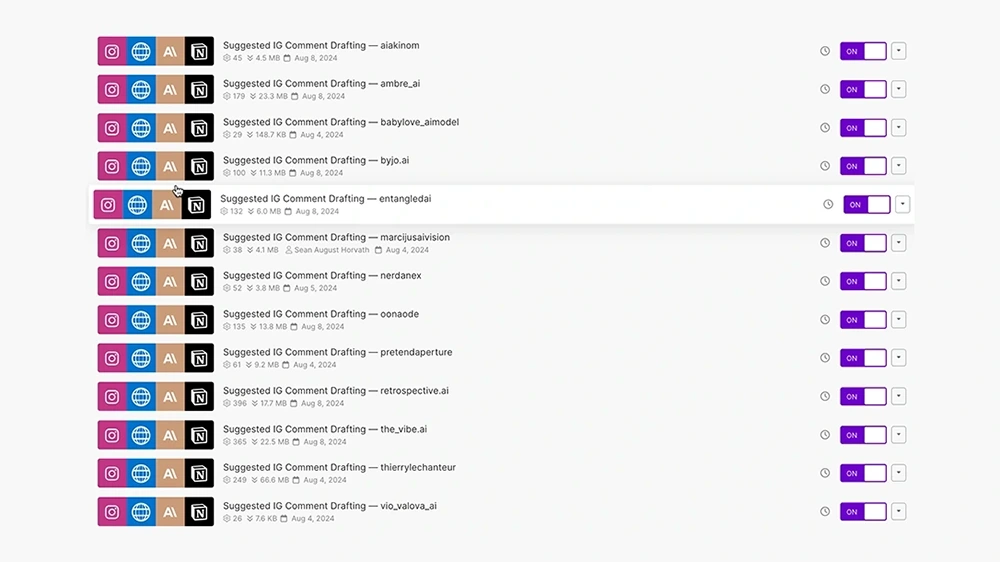 Suggested IG Comment Drafting — aiakinom
45 4.5 MB Aug 8, 2024
ON
Suggested IG Comment Drafting — ambre_ai
179 23.3 MB Aug 8, 2024
ON
Suggested IG Comment Drafting — babylove_aimodel
29 148.7 KB Aug 4, 2024
ON
Suggested IG Comment Drafting — byjo.ai
100 11.3 MB Aug 8, 2024
ON
Suggested IG Comment Drafting — entangledai
132 6.0 MB Aug 8, 2024
ON
Suggested IG Comment Drafting — marcijusaivision
38 4.1 MB Sean August Horvath Aug 4, 2024
ON
Suggested IG Comment Drafting — nerdanex
52 3.8 MB Aug 5, 2024
ON
Suggested IG Comment Drafting — oonaode
135 13.8 MB Aug 8, 2024
ON
Suggested IG Comment Drafting — pretendaperture
61 9.2 MB Aug 4, 2024
ON
Suggested IG Comment Drafting — retrospective.ai
396 17.7 MB Aug 8, 2024
ON
Suggested IG Comment Drafting — the_vibe.ai
365 22.5 MB Aug 8, 2024
ON
Suggested IG Comment Drafting — thierrylechanteur
249 66.6 MB Aug 4, 2024
ON
Suggested IG Comment Drafting — vio_valova_ai
26 7.6 KB Aug 4, 2024
ON